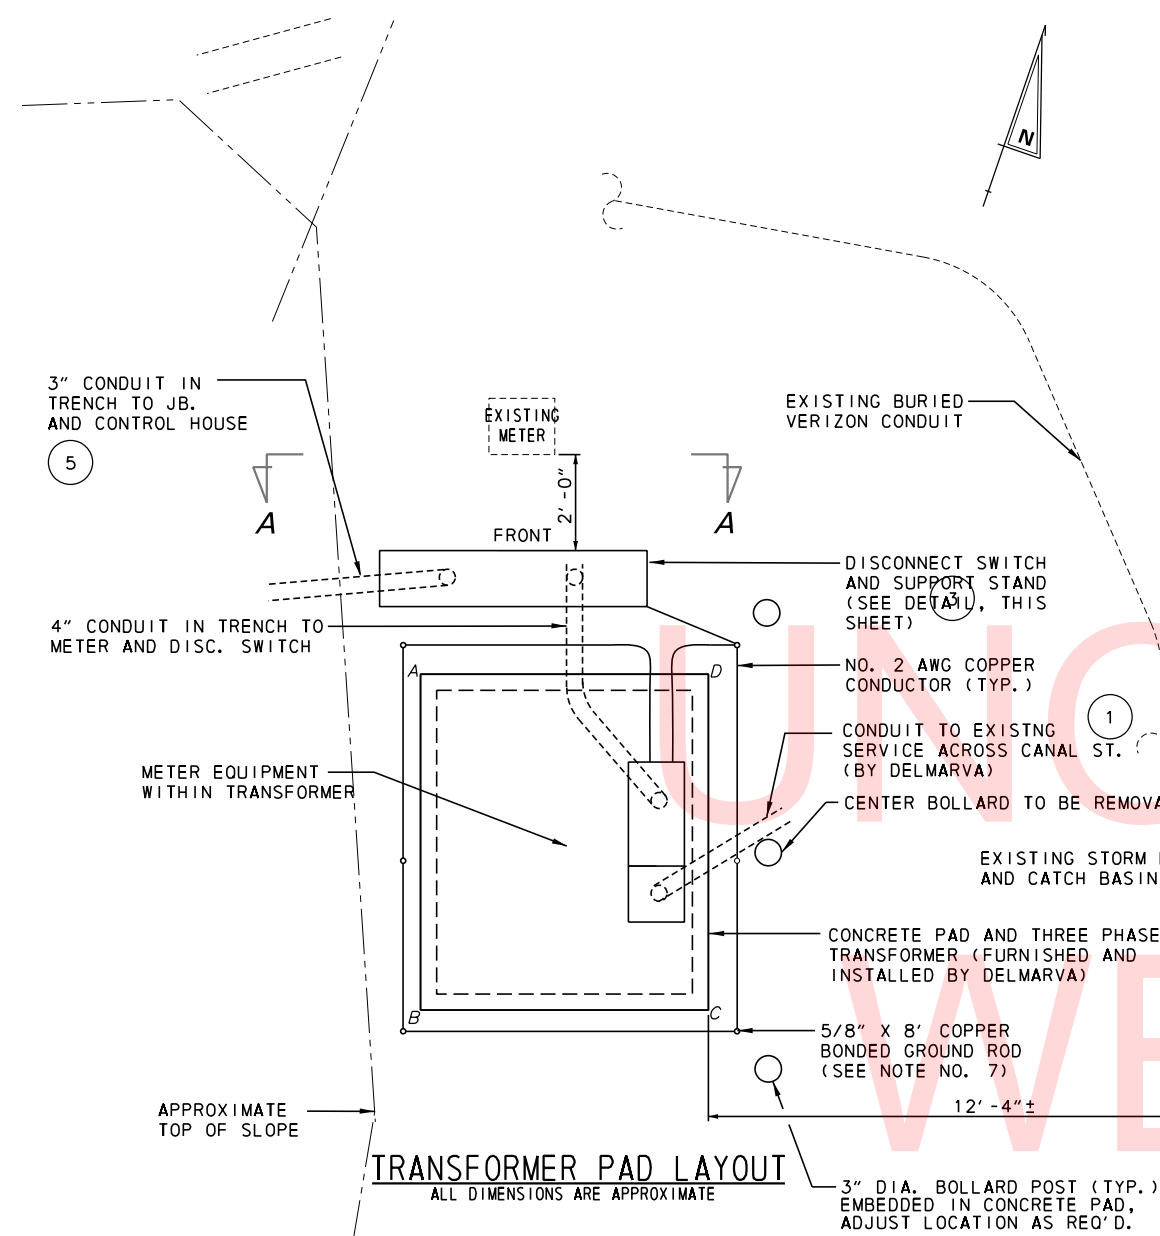 N
3" CONDUIT IN
TRENCH TO JB.
AND CONTROL HOUSE
5
EXISTING
METER
EXISTING BURIED
VERIZON CONDUIT
A
A
2'-0"
FRONT
DISCONNECT SWITCH
AND SUPPORT STAND
(SEE DETAIL, THIS
SHEET)
3
4" CONDUIT IN TRENCH TO
METER AND DISC. SWITCH
A
D
NO. 2 AWG COPPER
CONDUCTOR (TYP.)
1
CONDUIT TO EXISTNG
SERVICE ACROSS CANAL ST.
(BY DELMARVA)
METER EQUIPMENT
WITHIN TRANSFORMER
CENTER BOLLARD TO BE REMOVA
EXISTING STORM
AND CATCH BASIN
CONCRETE PAD AND THREE PHASE
TRANSFORMER (FURNISHED AND
INSTALLED BY DELMARVA)
B
C
5/8" X 8' COPPER
BONDED GROUND ROD
(SEE NOTE NO. 7)
12'-4"±
APPROXIMATE
TOP OF SLOPE
TRANSFORMER PAD LAYOUT
ALL DIMENSIONS ARE APPROXIMATE
3" DIA. BOLLARD POST (TYP.)
EMBEDDED IN CONCRETE PAD,
ADJUST LOCATION AS REQ'D.
UNC
WE